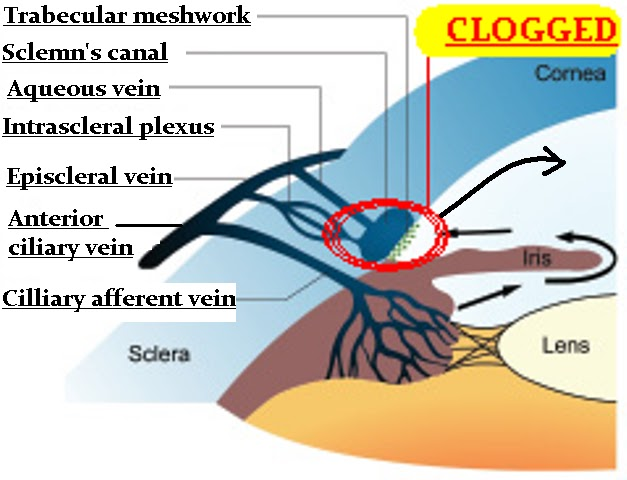 Trabecular meshwork
CLOGGED
Sclemn's canal
Cornea
Aqueous vein
Intrascleral plexus
Episcleral vein
Anterior
ciliary vein
Iris
Cilliary afferent vein
Sclera
Lens